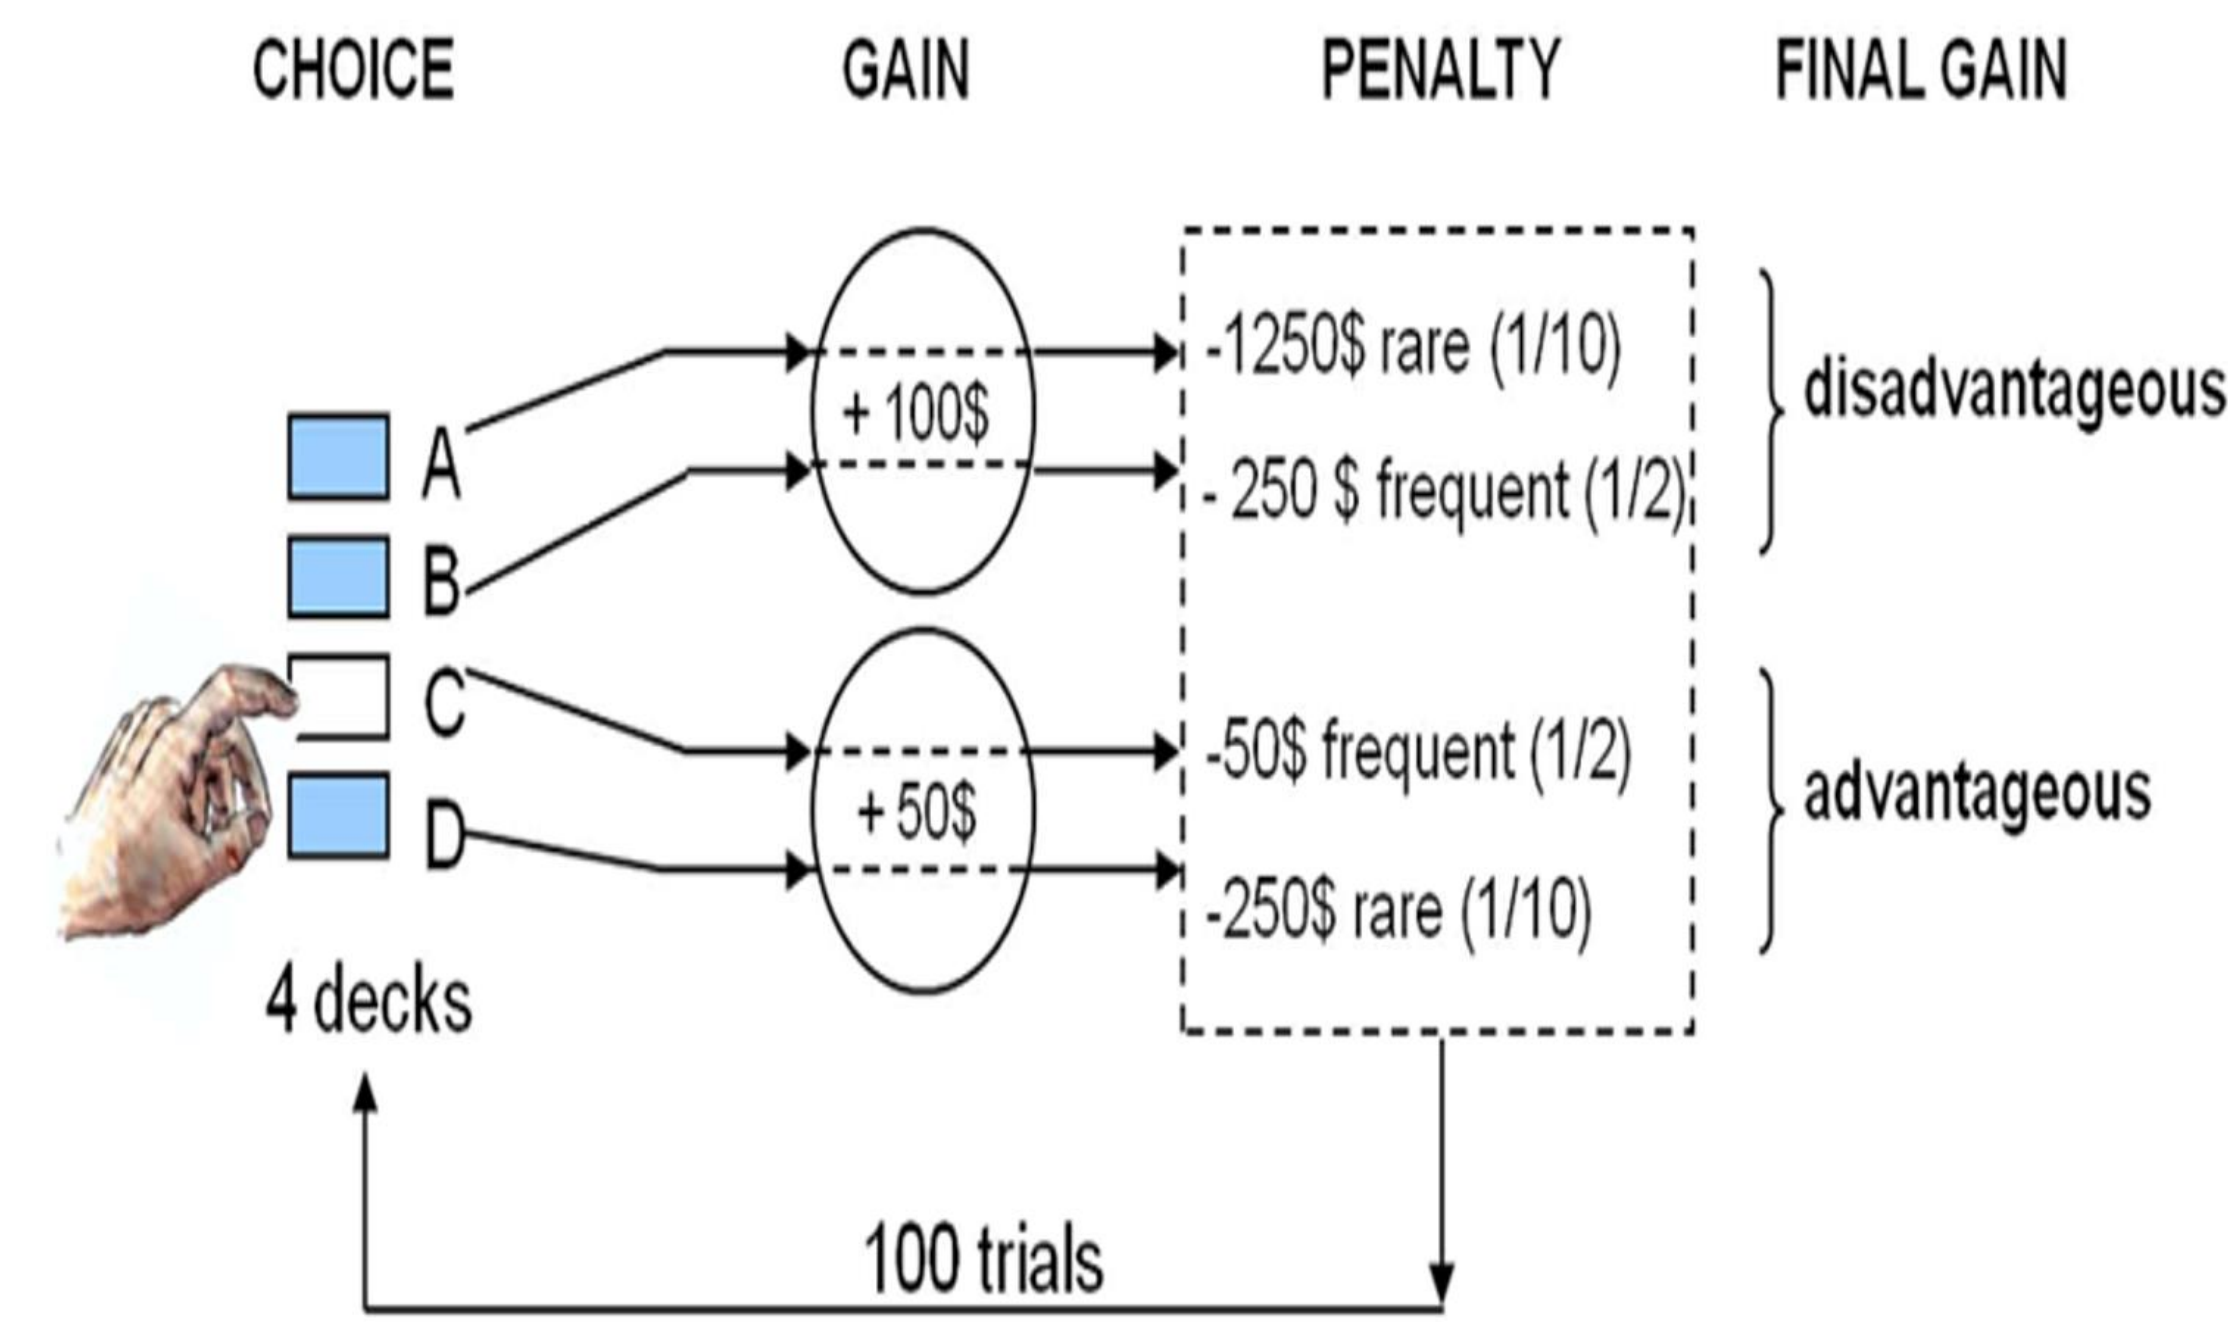 CHOICE GAIN PENALTY FINAL GAIN
-1250$ rare (1/10)
+ 100$
disadvantageous
A
- 250 $ frequent (1/2)
B
C
-50$ frequent (1/2)
+ 50$
advantageous
D
-250$ rare (1/10)
4 decks
100 trials